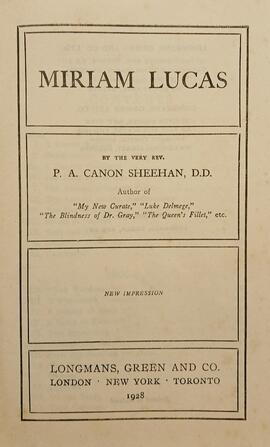 MIRIAM LUCAS
BY THE VERY REV.
P. A. CANON SHEEHAN, D.D.
Author of
"My New Curate," "Luke Delmege,"
"The Blindness of Dr. Gray," "The Queen's Fillet," etc.
NEW IMPRESSION
LONGMANS, GREEN AND CO.
LONDON · NEW YORK · TORONTO
1928